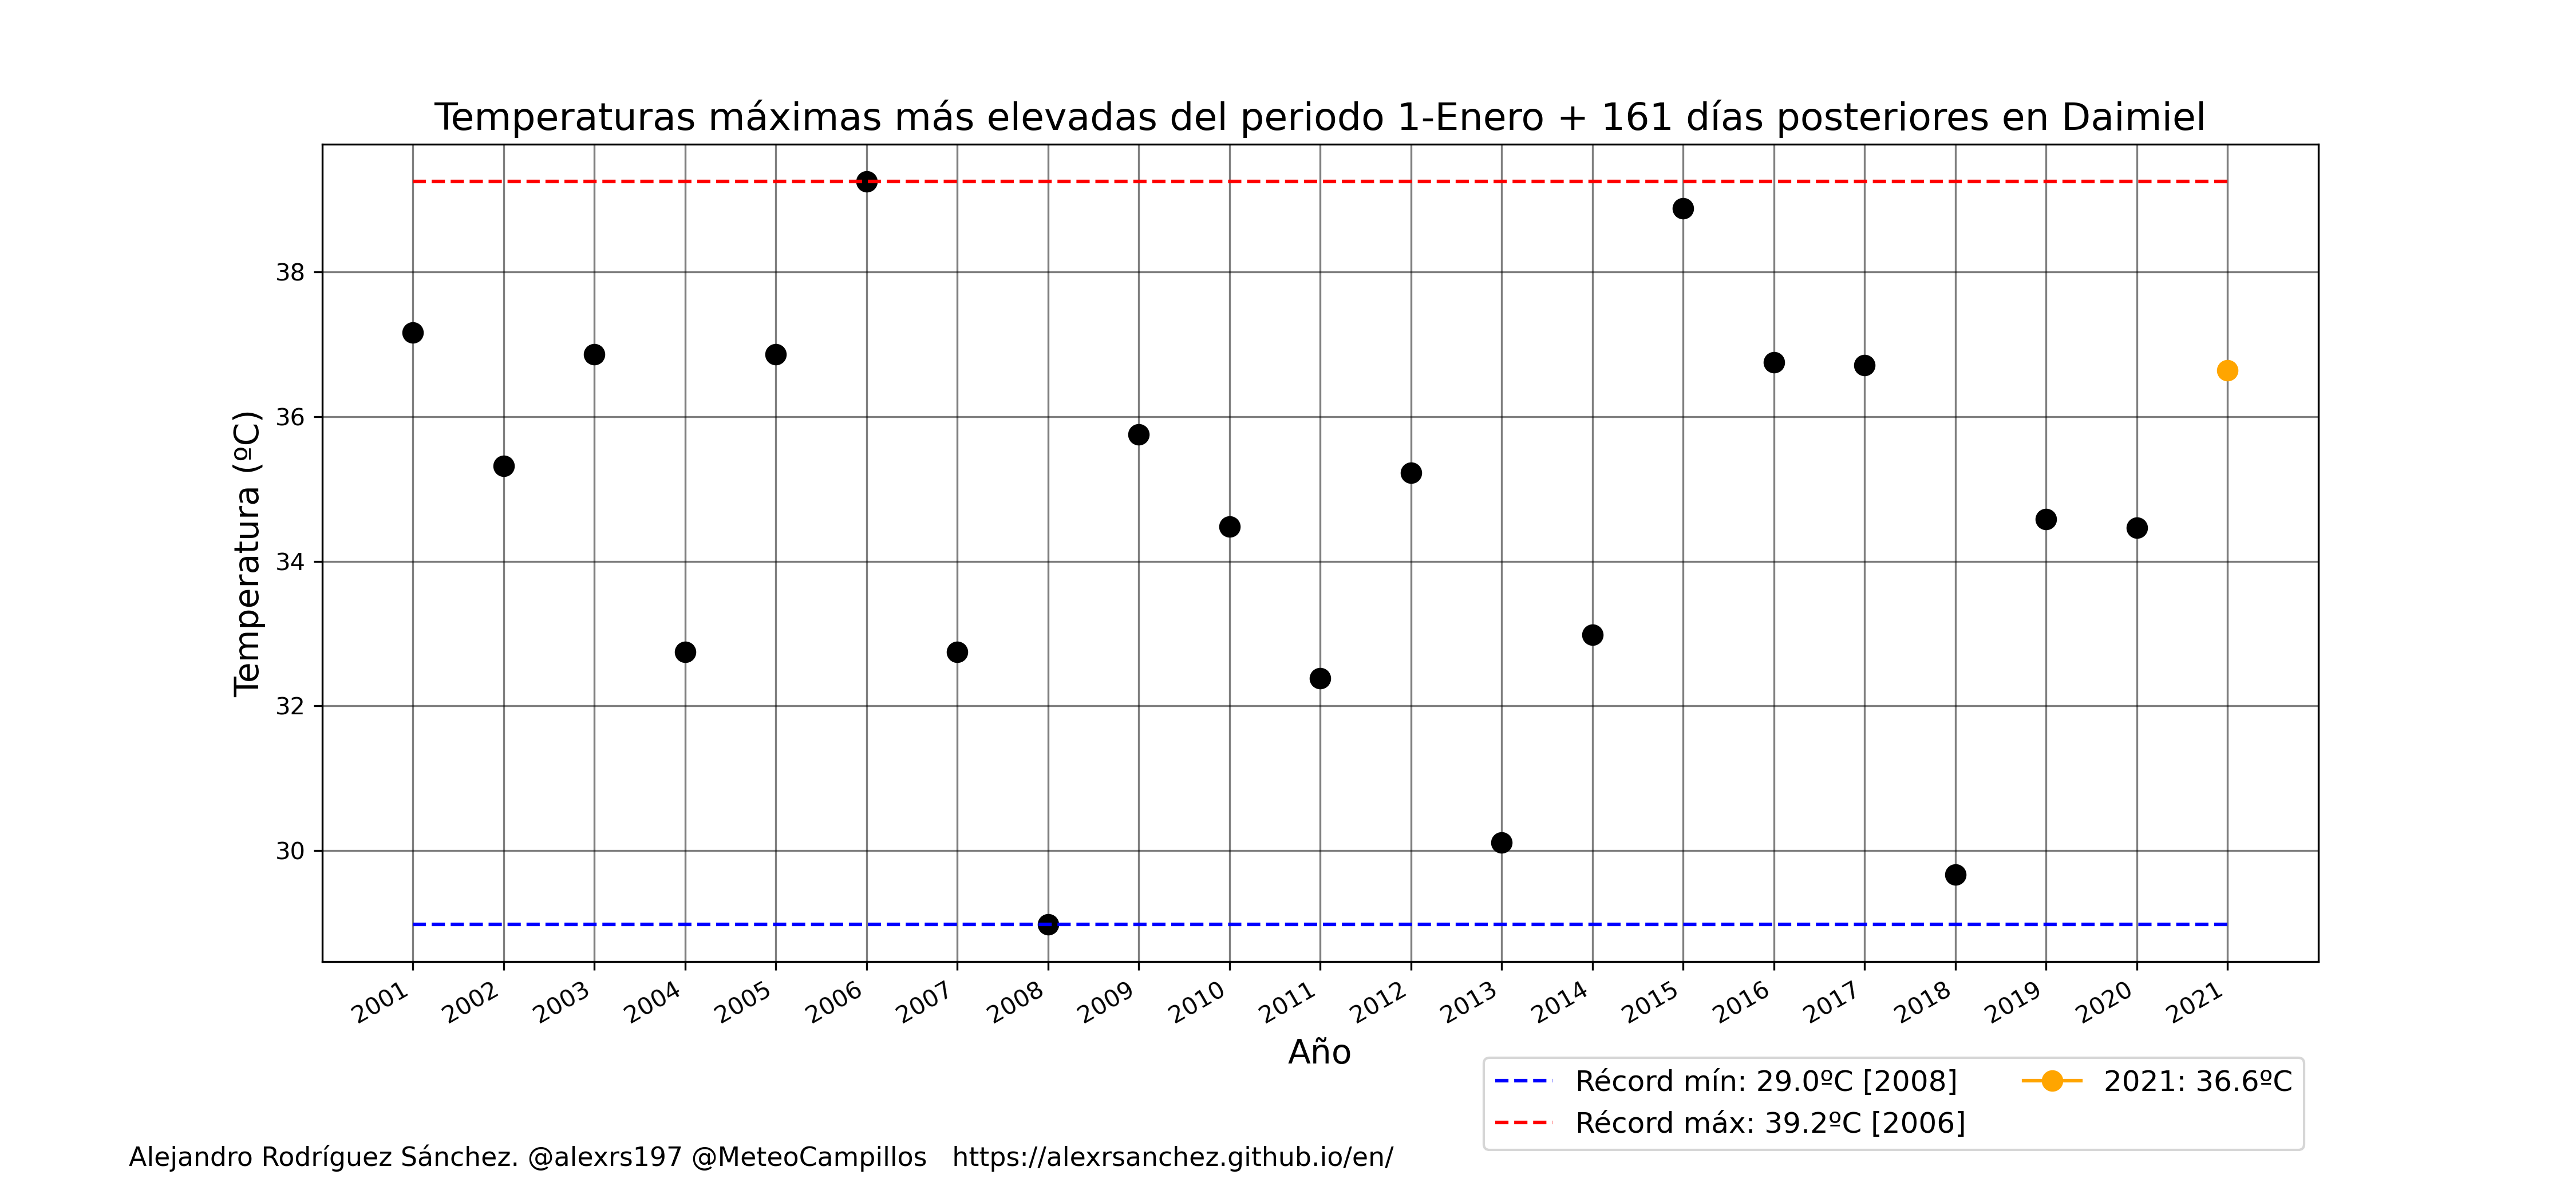 Temperaturas máximas más elevadas del periodo 1-Enero + 161 días posteriores en Daimiel
Temperatura (ºC)
38
36
34
32
30
2001 2002 2003 2004 2005 2006 2007 2008 2009 2010 2011 2012 2013 2014 2015 2016 2017 2018 2019 2020 2021
Año
Récord mín: 29.0ºC [2008]
Récord máx: 39.2ºC [2006]
2021: 36.6ºC
Alejandro Rodríguez Sánchez. @alexrs197 @MeteoCampillos https://alexrsanchez.github.io/en/